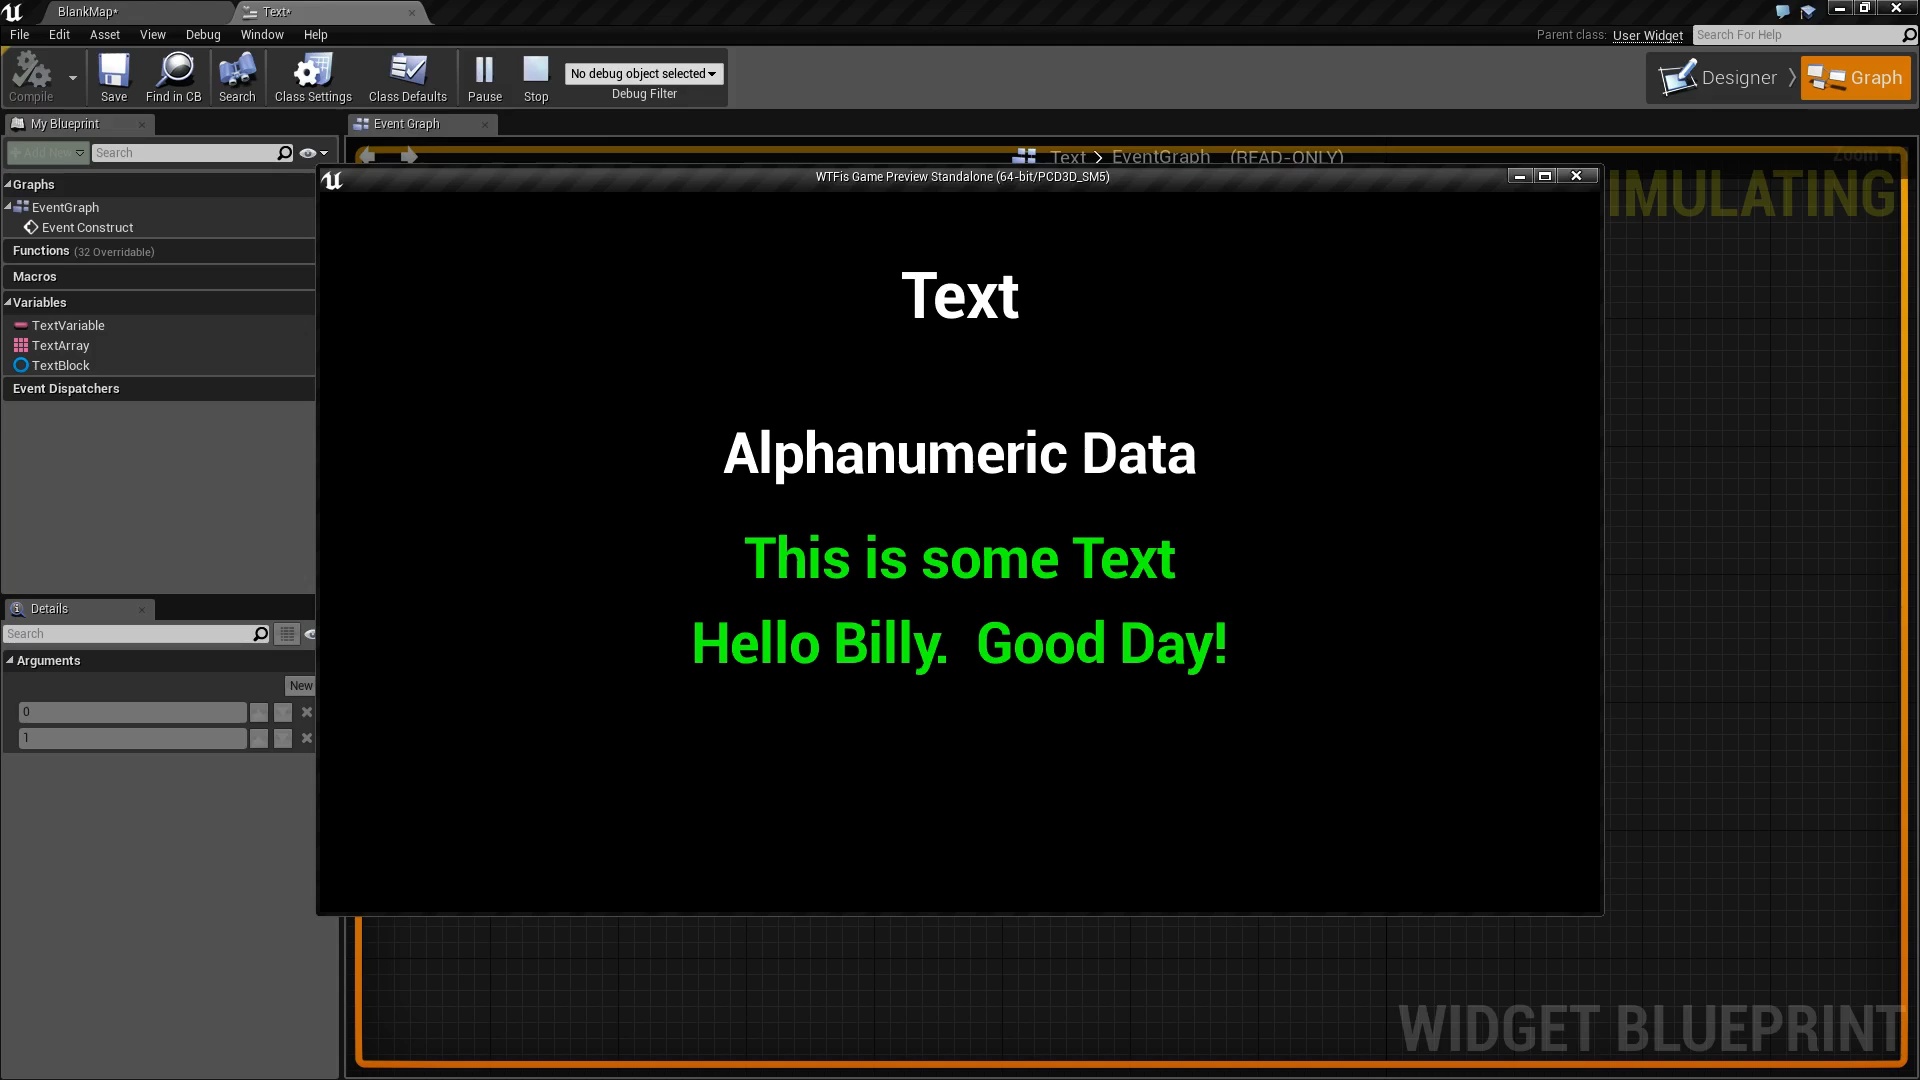 BlankMap*
Text*
File Edit Asset View Debug Window Help
Parent class: User Widget Search For Help
Compile Save Find in CB Search Class Settings Class Defaults Pause Stop
No debug object selected
Debug Filter
Designer Graph
My Blueprint
Event Graph
Add New Search
Text > EventGraph (READ-ONLY)
Zoom
IMULATING
WTFis Game Preview Standalone (64-bit/PCD3D_SM5)
Graphs
EventGraph
Event Construct
Functions (32 Overridable)
Macros
Variables
TextVariable
TextArray
TextBlock
Event Dispatchers
Text
Alphanumeric Data
This is some Text
Hello Billy.  Good Day!
Details
Search
Arguments
New
0
1
WIDGET BLUEPRINT